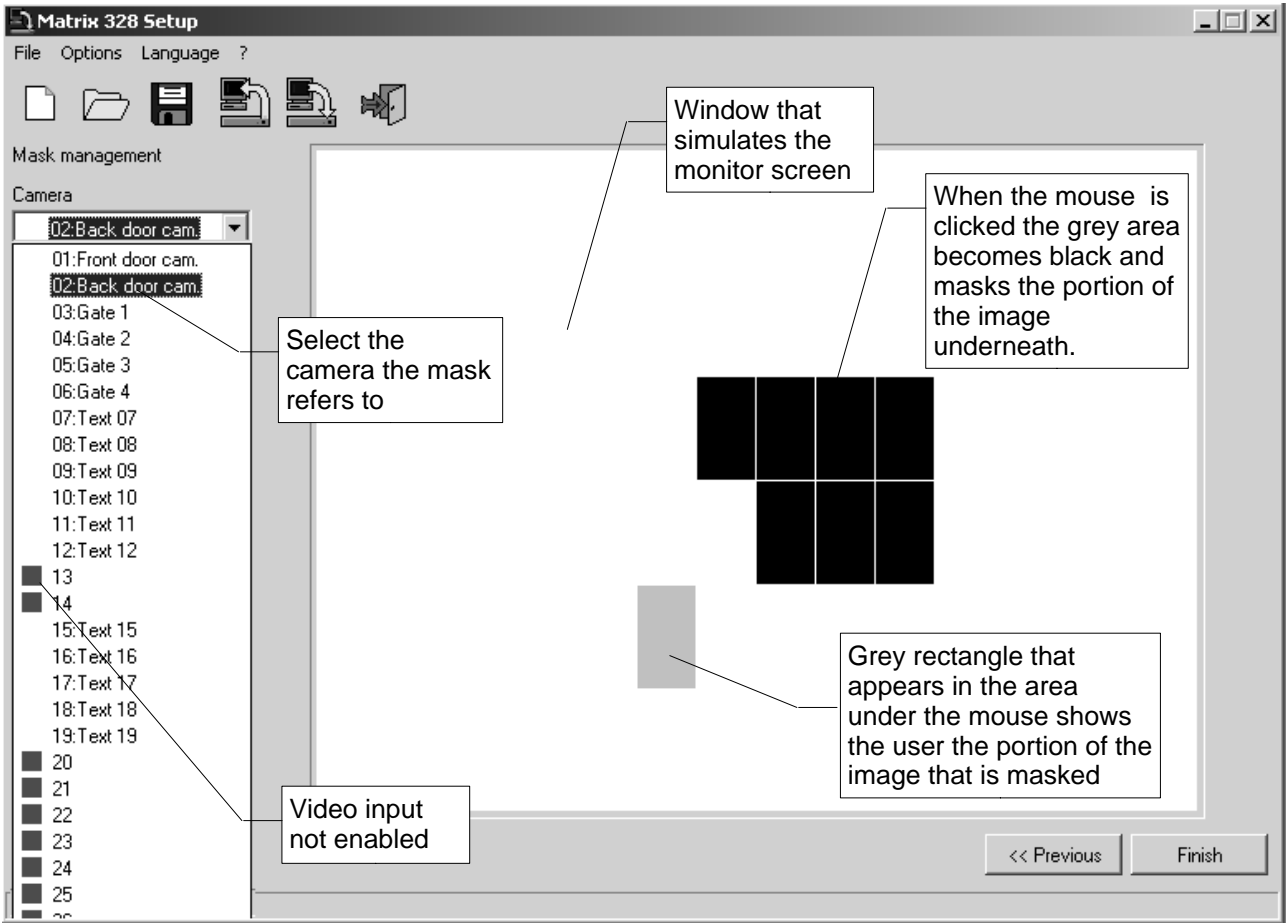 Matrix 328 Setup
File Options Language ?
Mask management
Camera
02:Back door cam.
01:Front door cam.
02:Back door cam.
03:Gate 1
04:Gate 2
05:Gate 3
06:Gate 4
07:Text 07
08:Text 08
09:Text 09
10:Text 10
11:Text 11
12:Text 12
13
14
15:Text 15
16:Text 16
17:Text 17
18:Text 18
19:Text 19
20
21
22
23
24
25
Window that
simulates the
monitor screen
When the mouse is
clicked the grey area
becomes black and
masks the portion of
the image
underneath.
Select the
camera the mask
refers to
Grey rectangle that
appears in the area
under the mouse shows
the user the portion of the
image that is masked
Video input
not enabled
<< Previous
Finish